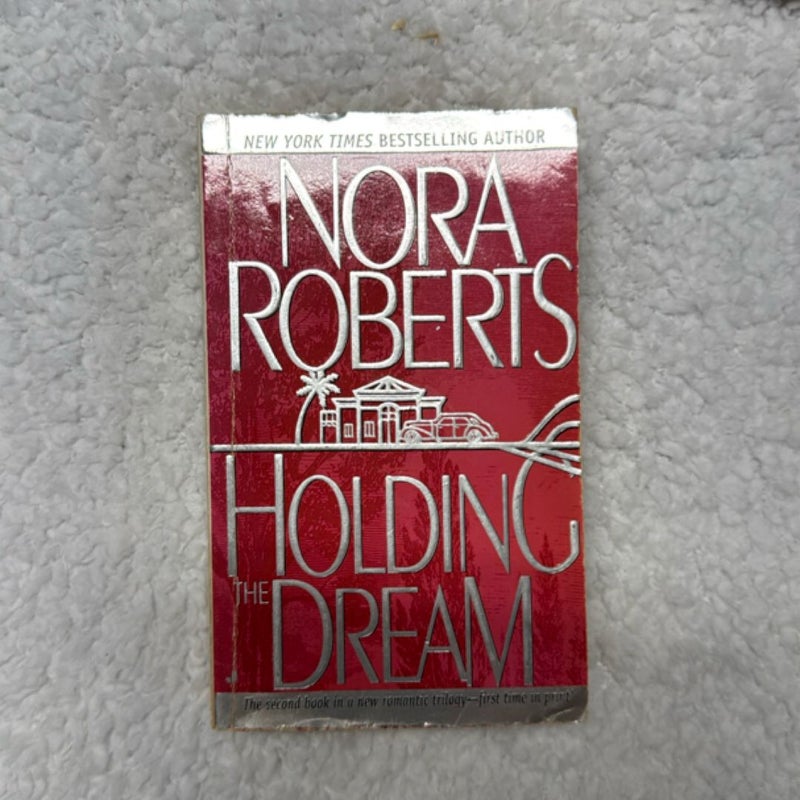 NEW YORK TIMES BESTSELLING AUTHOR
NORA
ROBERTS
HOLDING
THE DREAM
The second book in a new romantic trilogy—first time in print!